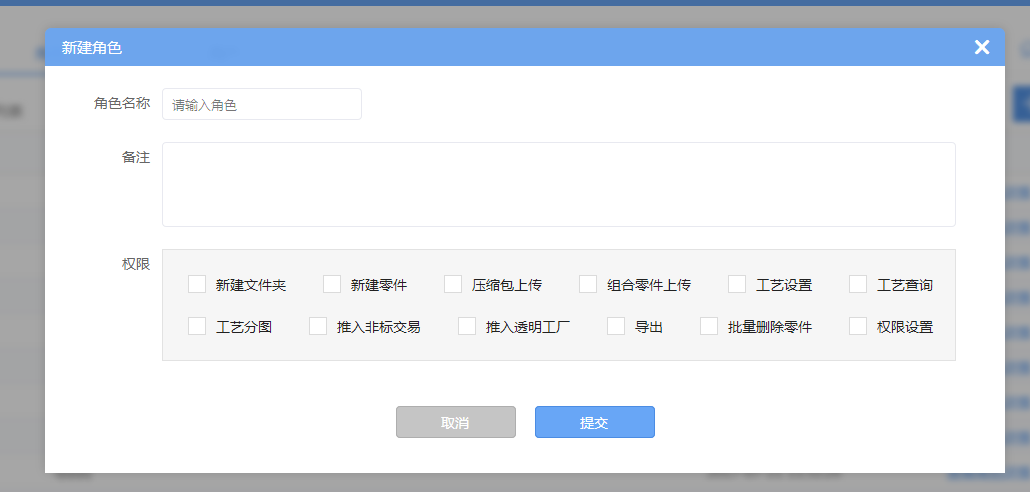 新建角色
角色名称 请输入角色
备注
权限
新建文件夹 新建零件 压缩包上传 组合零件上传 工艺设置 工艺查询
工艺分图 推入非标交易 推入透明工厂 导出 批量删除零件 权限设置
取消 提交